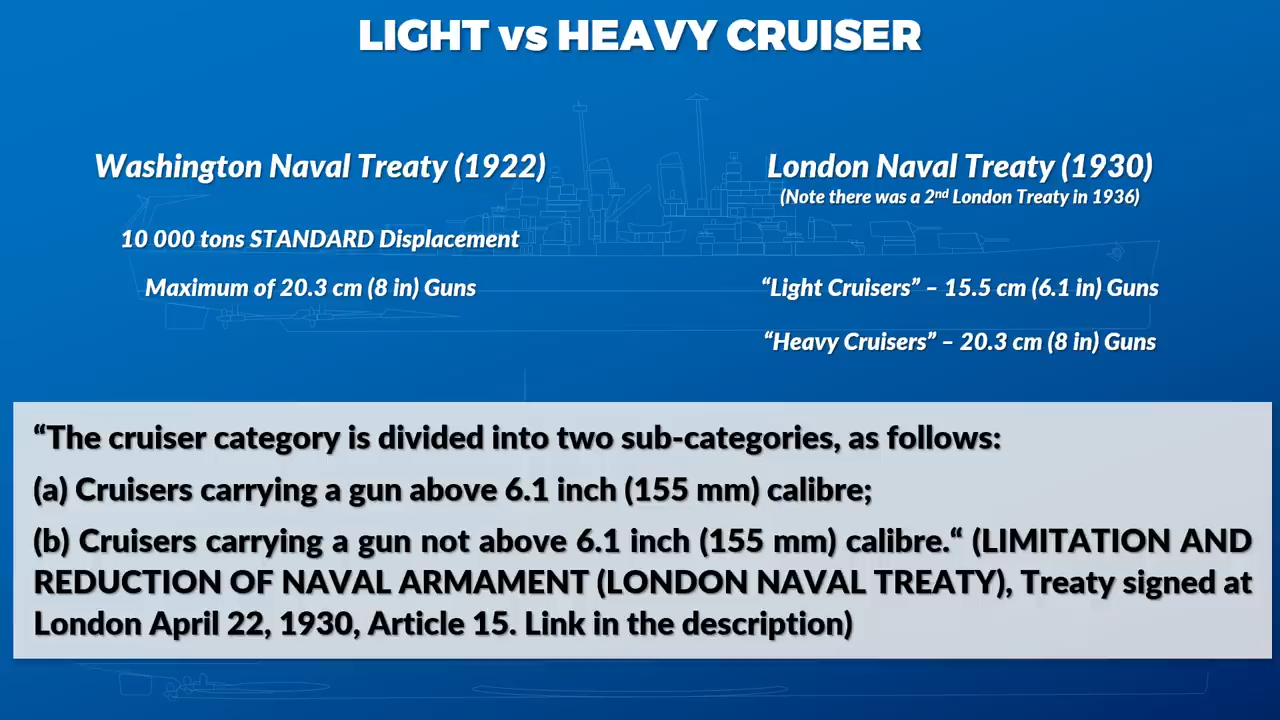 LIGHT vs HEAVY CRUISER
Washington Naval Treaty (1922)
10 000 tons STANDARD Displacement
Maximum of 20.3 cm (8 in) Guns
London Naval Treaty (1930)
(Note there was a 2nd London Treaty in 1936)
“Light Cruisers” – 15.5 cm (6.1 in) Guns
“Heavy Cruisers” – 20.3 cm (8 in) Guns
“The cruiser category is divided into two sub-categories, as follows:
(a) Cruisers carrying a gun above 6.1 inch (155 mm) calibre;
(b) Cruisers carrying a gun not above 6.1 inch (155 mm) calibre.“ (LIMITATION AND
REDUCTION OF NAVAL ARMAMENT (LONDON NAVAL TREATY), Treaty signed at
London April 22, 1930, Article 15. Link in the description)